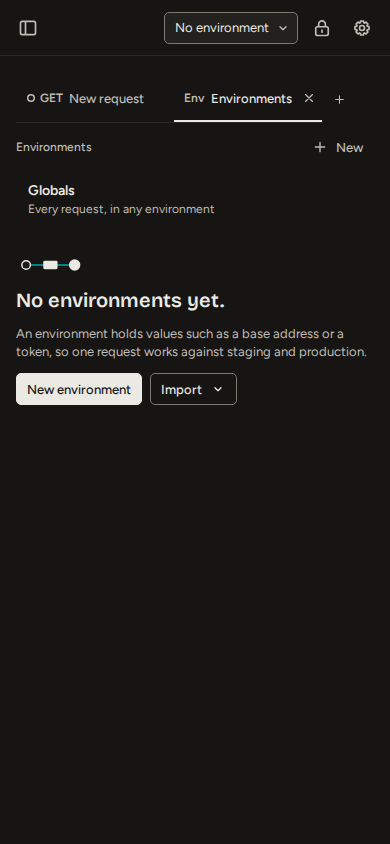 No environment
GET New request
Env Environments
Environments
New
Globals
Every request, in any environment
No environments yet.
An environment holds values such as a base address or a
token, so one request works against staging and production.
New environment
Import